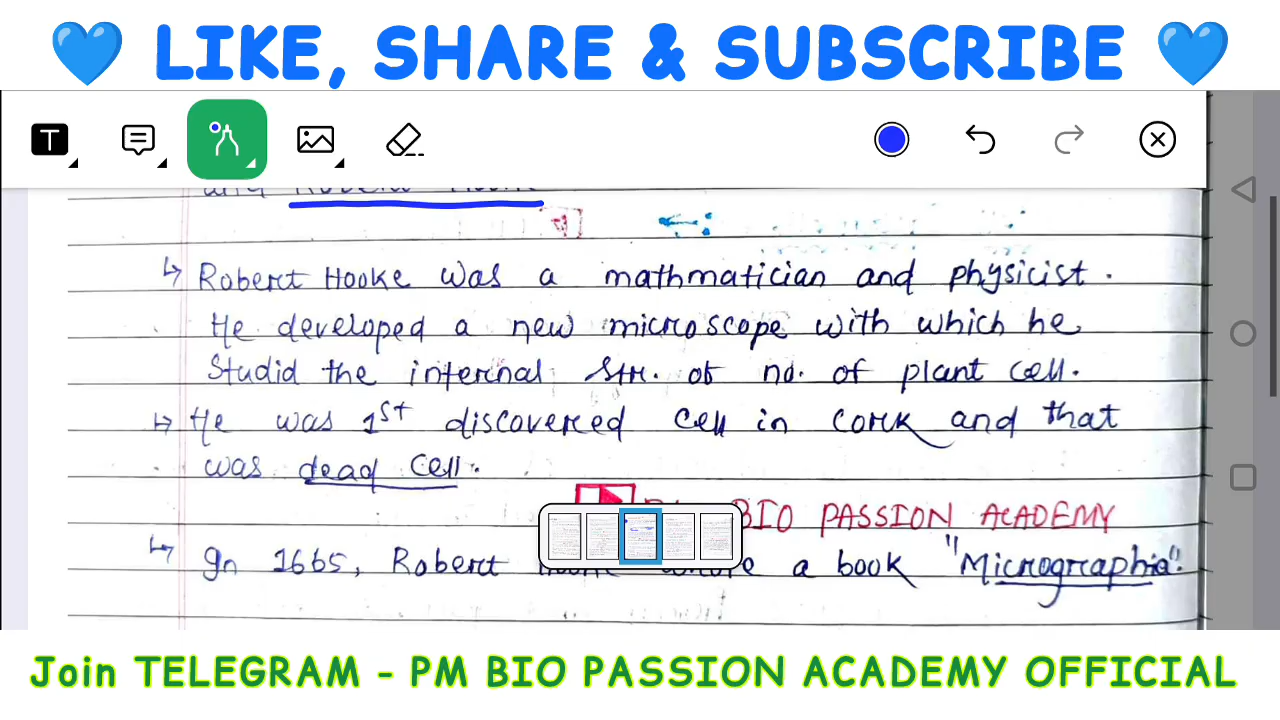 💙 LIKE, SHARE & SUBSCRIBE 💙
T
Robert Hooke was a mathmatician and physicist.
He developed a new microscope with which he
Studid the internal Str. of no. of plant cell.
He was 1st discovered Cell in Cork and that
was dead Cell.
BIO PASSION ACADEMY
In 1665, Robert wrote a book "Micrographia".
Join TELEGRAM - PM BIO PASSION ACADEMY OFFICIAL